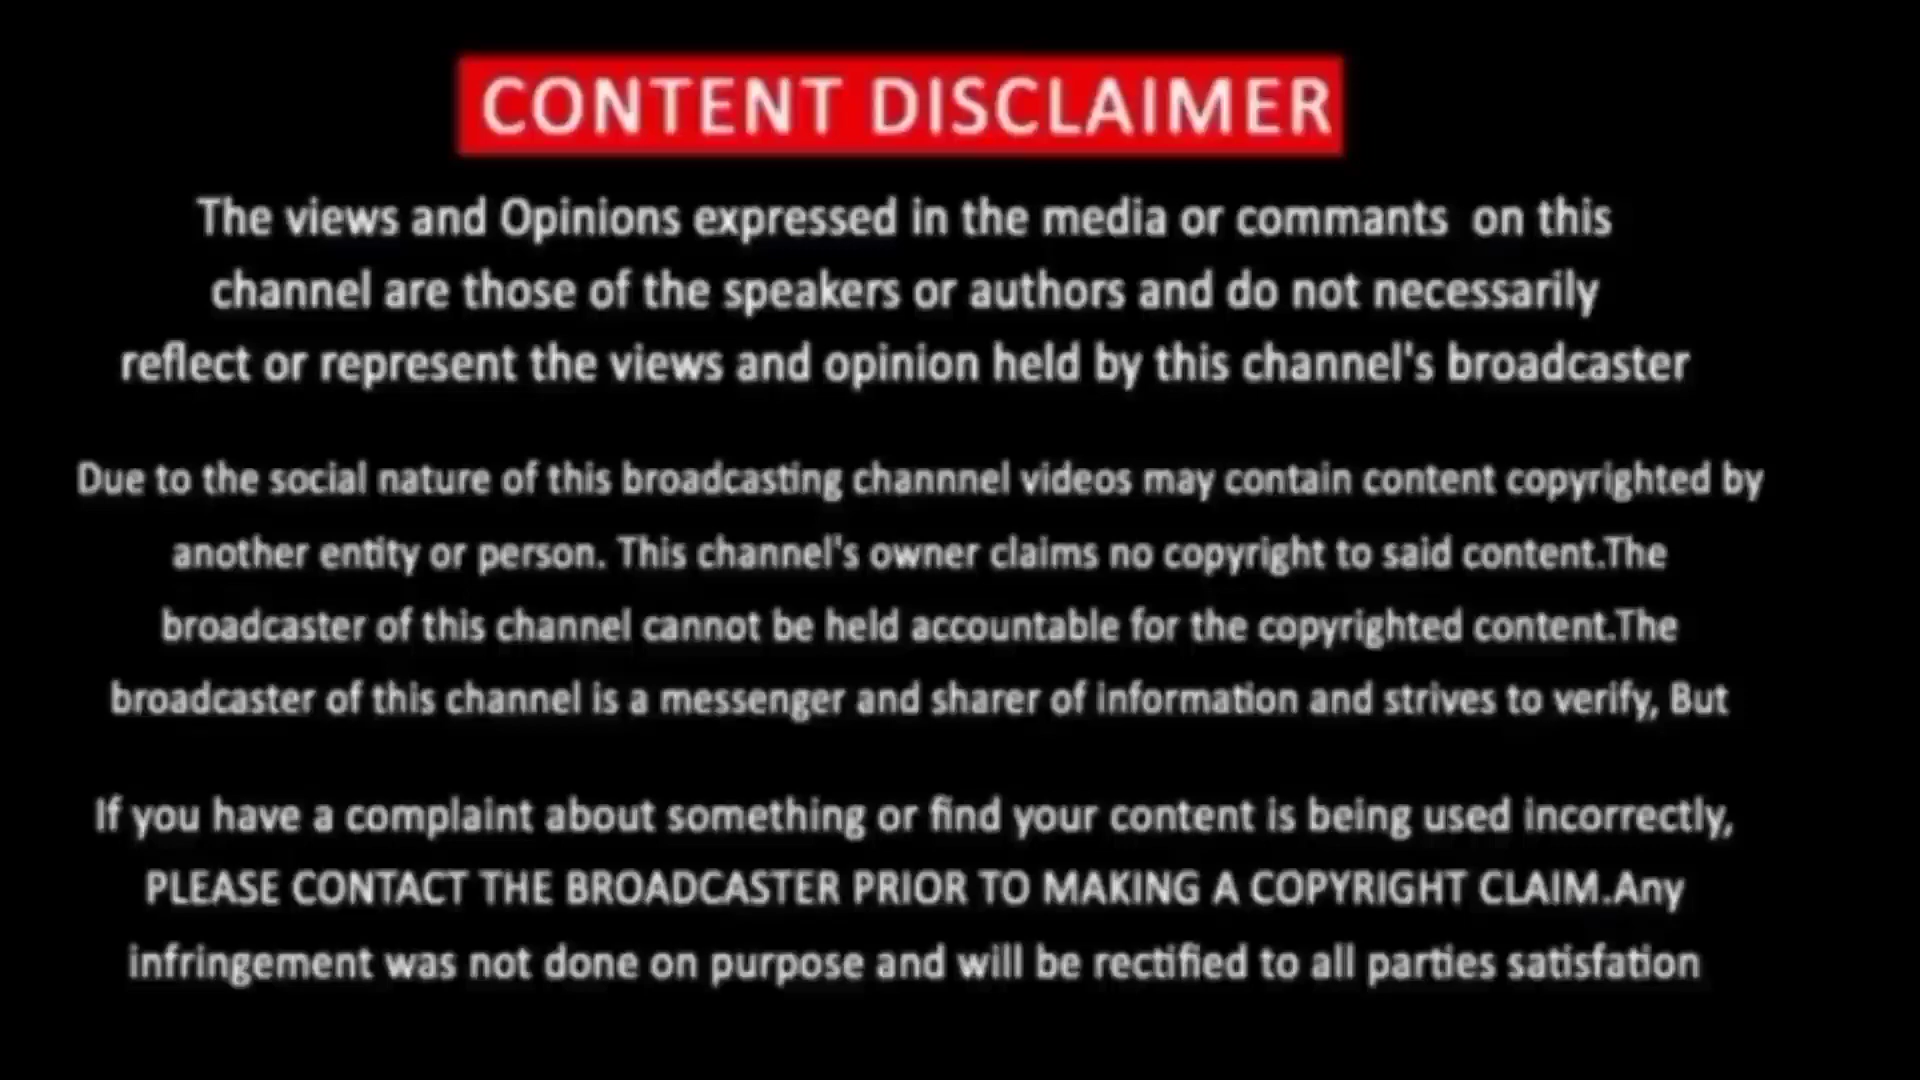 CONTENT DISCLAIMER
The views and Opinions expressed in the media or commants on this
channel are those of the speakers or authors and do not necessarily
reflect or represent the views and opinion held by this channel's broadcaster
Due to the social nature of this broadcasting channnel videos may contain content copyrighted by
another entity or person. This channel's owner claims no copyright to said content.The
broadcaster of this channel cannot be held accountable for the copyrighted content.The
broadcaster of this channel is a messenger and sharer of information and strives to verify, But
If you have a complaint about something or find your content is being used incorrectly,
PLEASE CONTACT THE BROADCASTER PRIOR TO MAKING A COPYRIGHT CLAIM.Any
infringement was not done on purpose and will be rectified to all parties satisfation